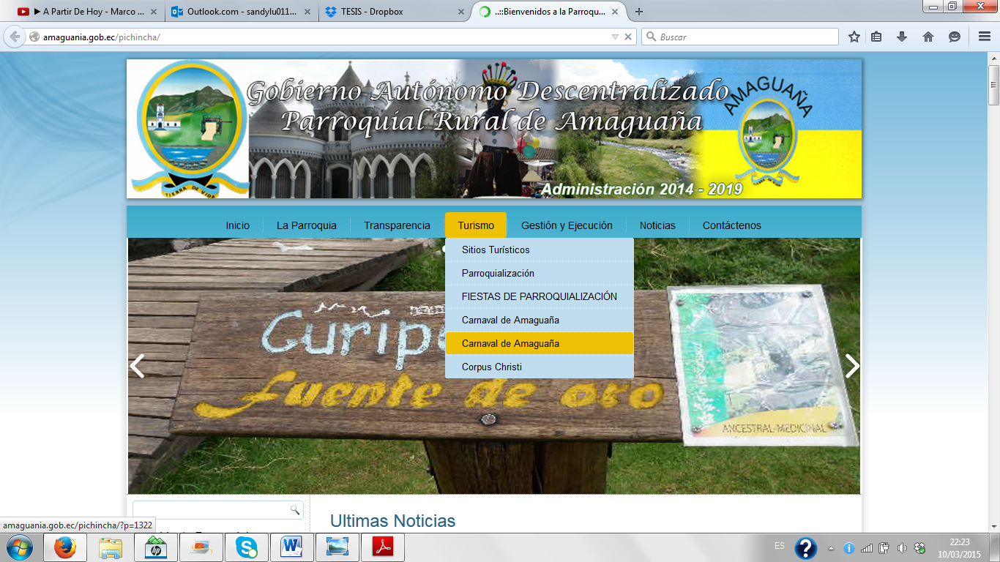 A Partir De Hoy - Marco ...
Outlook.com - sandylu011...
TESIS - Dropbox
..::Bienvenidos a la Parroqu...
amaguania.gob.ec/pichincha/
Buscar
Gobierno Autónomo Descentralizado
Parroquial Rural de Amaguaña
AMAGUAÑA
TIERRA DE
Administración 2014 - 2019
Inicio La Parroquia Transparencia Turismo Gestión y Ejecución Noticias Contáctenos
Sitios Turísticos
Parroquialización
FIESTAS DE PARROQUIALIZACIÓN
Carnaval de Amaguaña
Carnaval de Amaguaña
Corpus Christi
Curip
fuente de oro
ANCESTRAL-MEDICINAL
Ultimas Noticias
amaguania.gob.ec/pichincha/?p=1322
ES
22:23
10/03/2015